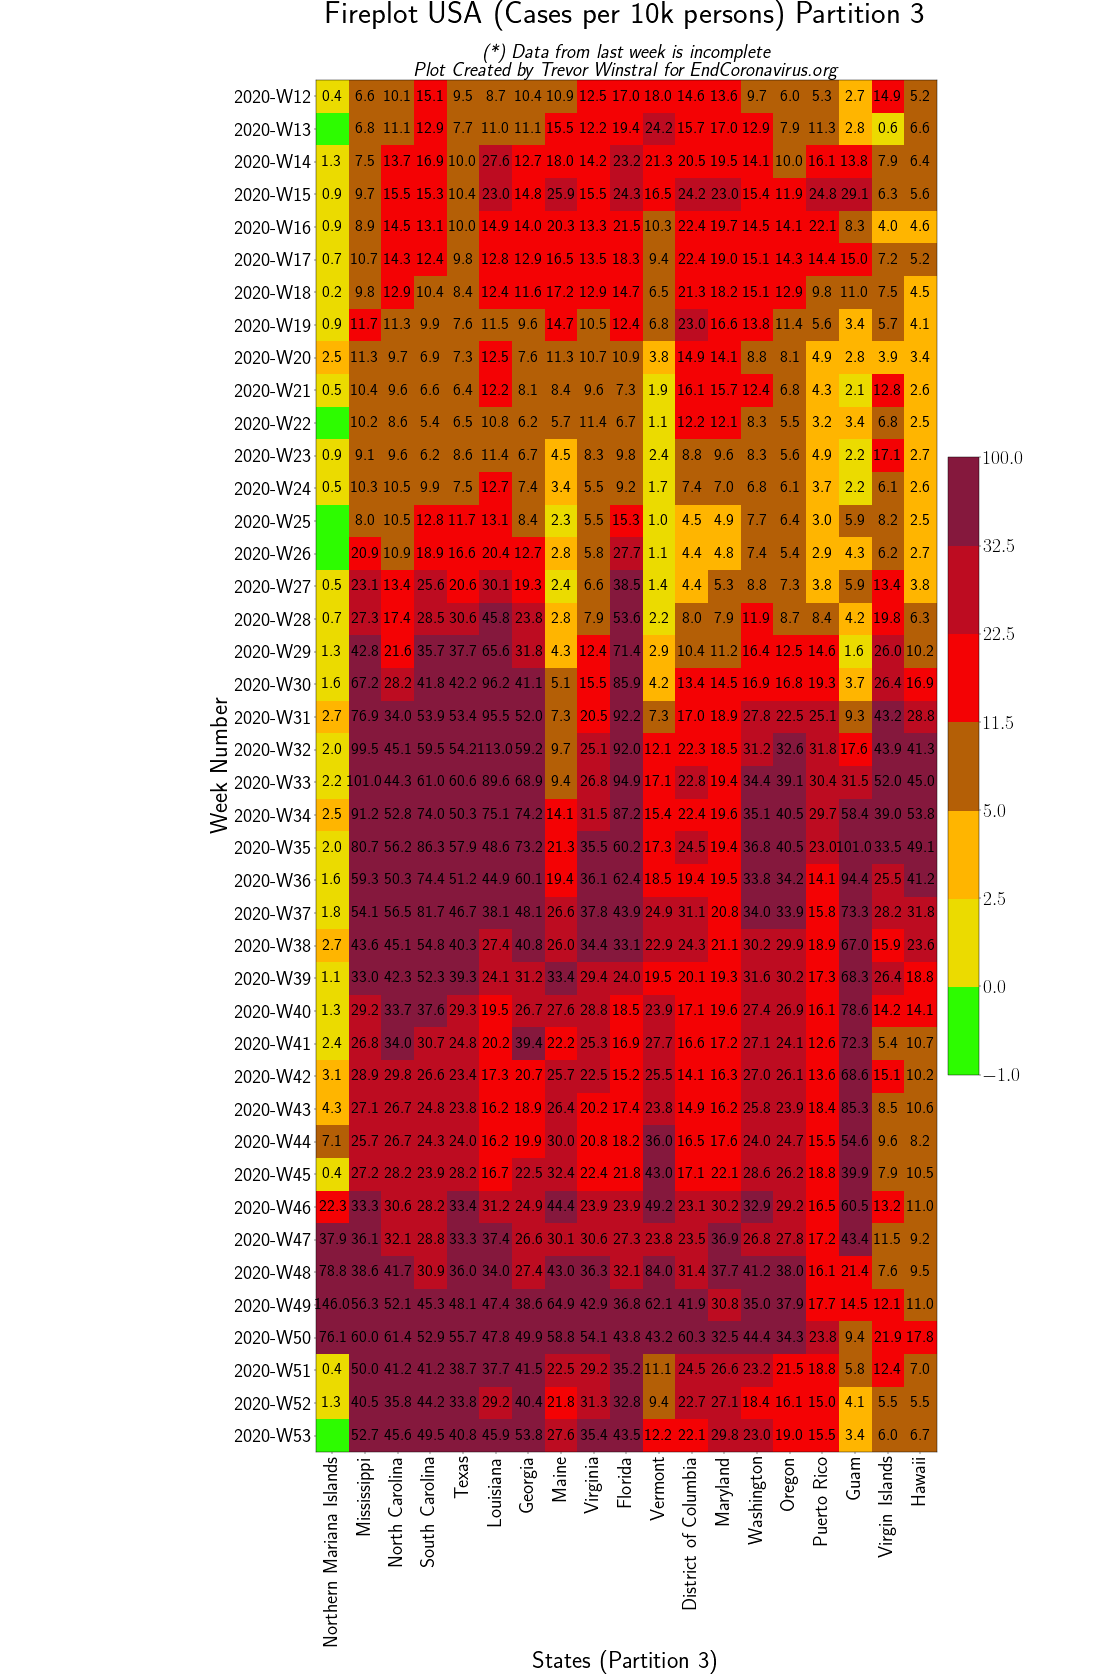 Fireplot USA (Cases per 10k persons) Partition 3
(*) Data from last week is incomplete
Plot Created by Trevor Winstral for EndCoronavirus.org
2020-W12 0.4 6.6 10.1 15.1 9.5 8.7 10.4 10.9 12.5 17.0 18.0 14.6 13.6 9.7 6.0 5.3 2.7 14.9 5.2
2020-W13 6.8 11.1 12.9 7.7 11.0 11.1 15.5 12.2 19.4 24.2 15.7 17.0 12.9 7.9 11.3 2.8 0.6 6.6
2020-W14 1.3 7.5 13.7 16.9 10.0 27.6 12.7 18.0 14.2 23.2 21.3 20.5 19.5 14.1 10.0 16.1 13.8 7.9 6.4
2020-W15 0.9 9.7 15.5 15.3 10.4 23.0 14.8 25.9 15.5 24.3 16.5 24.2 23.0 15.4 11.9 24.8 29.1 6.3 5.6
2020-W16 0.9 8.9 14.5 13.1 10.0 14.9 14.0 20.3 13.3 21.5 10.3 22.4 19.7 14.5 14.1 22.1 8.3 4.0 4.6
2020-W17 0.7 10.7 14.3 12.4 9.8 12.8 12.9 16.5 13.5 18.3 9.4 22.4 19.0 15.1 14.3 14.4 15.0 7.2 5.2
2020-W18 0.2 9.8 12.9 10.4 8.4 12.4 11.6 17.2 12.9 14.7 6.5 21.3 18.2 15.1 12.9 9.8 11.0 7.5 4.5
2020-W19 0.9 11.7 11.3 9.9 7.6 11.5 9.6 14.7 10.5 12.4 6.8 23.0 16.6 13.8 11.4 5.6 3.4 5.7 4.1
2020-W20 2.5 11.3 9.7 6.9 7.3 12.5 7.6 11.3 10.7 10.9 3.8 14.9 14.1 8.8 8.1 4.9 2.8 3.9 3.4
2020-W21 0.5 10.4 9.6 6.6 6.4 12.2 8.1 8.4 9.6 7.3 1.9 16.1 15.7 12.4 6.8 4.3 2.1 12.8 2.6
2020-W22 10.2 8.6 5.4 6.5 10.8 6.2 5.7 11.4 6.7 1.1 12.2 12.1 8.3 5.5 3.2 3.4 6.8 2.5
2020-W23 0.9 9.1 9.6 6.2 8.6 11.4 6.7 4.5 8.3 9.8 2.4 8.8 9.6 8.3 5.6 4.9 2.2 17.1 2.7
2020-W24 0.5 10.3 10.5 9.9 7.5 12.7 7.4 3.4 5.5 9.2 1.7 7.4 7.0 6.8 6.1 3.7 2.2 6.1 2.6
2020-W25 8.0 10.5 12.8 11.7 13.1 8.4 2.3 5.5 15.3 1.0 4.5 4.9 7.7 6.4 3.0 5.9 8.2 2.5
2020-W26 20.9 10.9 18.9 16.6 20.4 12.7 2.8 5.8 27.7 1.1 4.4 4.8 7.4 5.4 2.9 4.3 6.2 2.7
2020-W27 0.5 23.1 13.4 25.6 20.6 30.1 19.3 2.4 6.6 38.5 1.4 4.4 5.3 8.8 7.3 3.8 5.9 13.4 3.8
2020-W28 0.7 27.3 17.4 28.5 30.6 45.8 23.8 2.8 7.9 53.6 2.2 8.0 7.9 11.9 8.7 8.4 4.2 19.8 6.3
2020-W29 1.3 42.8 21.6 35.7 37.7 65.6 31.8 4.3 12.4 71.4 2.9 10.4 11.2 16.4 12.5 14.6 1.6 26.0 10.2
2020-W30 1.6 67.2 28.2 41.8 42.2 96.2 41.1 5.1 15.5 85.9 4.2 13.4 14.5 16.9 16.8 19.3 3.7 26.4 16.9
2020-W31 2.7 76.9 34.0 53.9 53.4 95.5 52.0 7.3 20.5 92.2 7.3 17.0 18.9 27.8 22.5 25.1 9.3 43.2 28.8
2020-W32 2.0 99.5 45.1 59.5 54.2 113.0 59.2 9.7 25.1 92.0 12.1 22.3 18.5 31.2 32.6 31.8 17.6 43.9 41.3
2020-W33 2.2 101.0 44.3 61.0 60.6 89.6 68.9 9.4 26.8 94.9 17.1 22.8 19.4 34.4 39.1 30.4 31.5 52.0 45.0
2020-W34 2.5 91.2 52.8 74.0 50.3 75.1 74.2 14.1 31.5 87.2 15.4 22.4 19.6 35.1 40.5 29.7 58.4 39.0 53.8
2020-W35 2.0 80.7 56.2 86.3 57.9 48.6 73.2 21.3 35.5 60.2 17.3 24.5 19.4 36.8 40.5 23.0 101.0 33.5 49.1
2020-W36 1.6 59.3 50.3 74.4 51.2 44.9 60.1 19.4 36.1 62.4 18.5 19.4 19.5 33.8 34.2 14.1 94.4 25.5 41.2
2020-W37 1.8 54.1 56.5 81.7 46.7 38.1 48.1 26.6 37.8 43.9 24.9 31.1 20.8 34.0 33.9 15.8 73.3 28.2 31.8
2020-W38 2.7 43.6 45.1 54.8 40.3 27.4 40.8 26.0 34.4 33.1 22.9 24.3 21.1 30.2 29.9 18.9 67.0 15.9 23.6
2020-W39 1.1 33.0 42.3 52.3 39.3 24.1 31.2 33.4 29.4 24.0 19.5 20.1 19.3 31.6 30.2 17.3 68.3 26.4 18.8
2020-W40 1.3 29.2 33.7 37.6 29.3 19.5 26.7 27.6 28.8 18.5 23.9 17.1 19.6 27.4 26.9 16.1 78.6 14.2 14.1
2020-W41 2.4 26.8 34.0 30.7 24.8 20.2 39.4 22.2 25.3 16.9 27.7 16.6 17.2 27.1 24.1 12.6 72.3 5.4 10.7
2020-W42 3.1 28.9 29.8 26.6 23.4 17.3 20.7 25.7 22.5 15.2 25.5 14.1 16.3 27.0 26.1 13.6 68.6 15.1 10.2
2020-W43 4.3 27.1 26.7 24.8 23.8 16.2 18.9 26.4 20.2 17.4 23.8 14.9 16.2 25.8 23.9 18.4 85.3 8.5 10.6
2020-W44 7.1 25.7 26.7 24.3 24.0 16.2 19.9 30.0 20.8 18.2 36.0 16.5 17.6 24.0 24.7 15.5 54.6 9.6 8.2
2020-W45 0.4 27.2 28.2 23.9 28.2 16.7 22.5 32.4 22.4 21.8 43.0 17.1 22.1 28.6 26.2 18.8 39.9 7.9 10.5
2020-W46 22.3 33.3 30.6 28.2 33.4 31.2 24.9 44.4 23.9 23.9 49.2 23.1 30.2 32.9 29.2 16.5 60.5 13.2 11.0
2020-W47 37.9 36.1 32.1 28.8 33.3 37.4 26.6 30.1 30.6 27.3 23.8 23.5 36.9 26.8 27.8 17.2 43.4 11.5 9.2
2020-W48 78.8 38.6 41.7 30.9 36.0 34.0 27.4 43.0 36.3 32.1 84.0 31.4 37.7 41.2 38.0 16.1 21.4 7.6 9.5
2020-W49 146.0 56.3 52.1 45.3 48.1 47.4 38.6 64.9 42.9 36.8 62.1 41.9 30.8 35.0 37.9 17.7 14.5 12.1 11.0
2020-W50 76.1 60.0 61.4 52.9 55.7 47.8 49.9 58.8 54.1 43.8 43.2 60.3 32.5 44.4 34.3 23.8 9.4 21.9 17.8
2020-W51 0.4 50.0 41.2 41.2 38.7 37.7 41.5 22.5 29.2 35.2 11.1 24.5 26.6 23.2 21.5 18.8 5.8 12.4 7.0
2020-W52 1.3 40.5 35.8 44.2 33.8 29.2 40.4 21.8 31.3 32.8 9.4 22.7 27.1 18.4 16.1 15.0 4.1 5.5 5.5
2020-W53 52.7 45.6 49.5 40.8 45.9 53.8 27.6 35.4 43.5 12.2 22.1 29.8 23.0 19.0 15.5 3.4 6.0 6.7
Week Number
100.0
32.5
22.5
11.5
5.0
2.5
0.0
−1.0
Northern Mariana Islands
Mississippi
North Carolina
South Carolina
Texas
Louisiana
Georgia
Maine
Virginia
Florida
Vermont
District of Columbia
Maryland
Washington
Oregon
Puerto Rico
Guam
Virgin Islands
Hawaii
States (Partition 3)